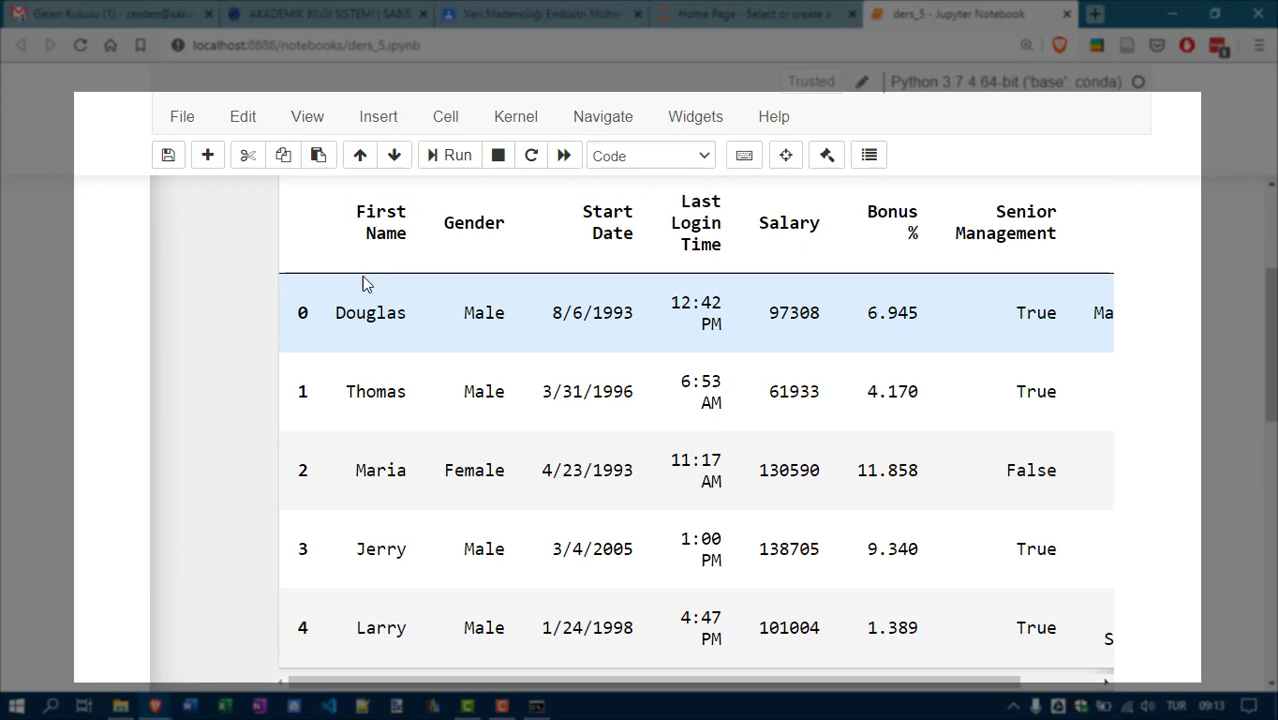 Gelen Kutusu (1) - cerden@sak
AKADEMİK BİLGİ SİSTEMİ | SABİS
Veri Madenciliği Endüstri Mühe
Home Page - Select or create a
ders_5 - Jupyter Notebook
localhost:8888/notebooks/ders_5.ipynb
Trusted
Python 3.7.4 64-bit ('base': conda)
File Edit View Insert Cell Kernel Navigate Widgets Help
Run Code
First Name Gender Start Date Last Login Time Salary Bonus % Senior Management
0 Douglas Male 8/6/1993 12:42 PM 97308 6.945 True Ma
1 Thomas Male 3/31/1996 6:53 AM 61933 4.170 True
2 Maria Female 4/23/1993 11:17 AM 130590 11.858 False
3 Jerry Male 3/4/2005 1:00 PM 138705 9.340 True
4 Larry Male 1/24/1998 4:47 PM 101004 1.389 True S
TUR 09:13